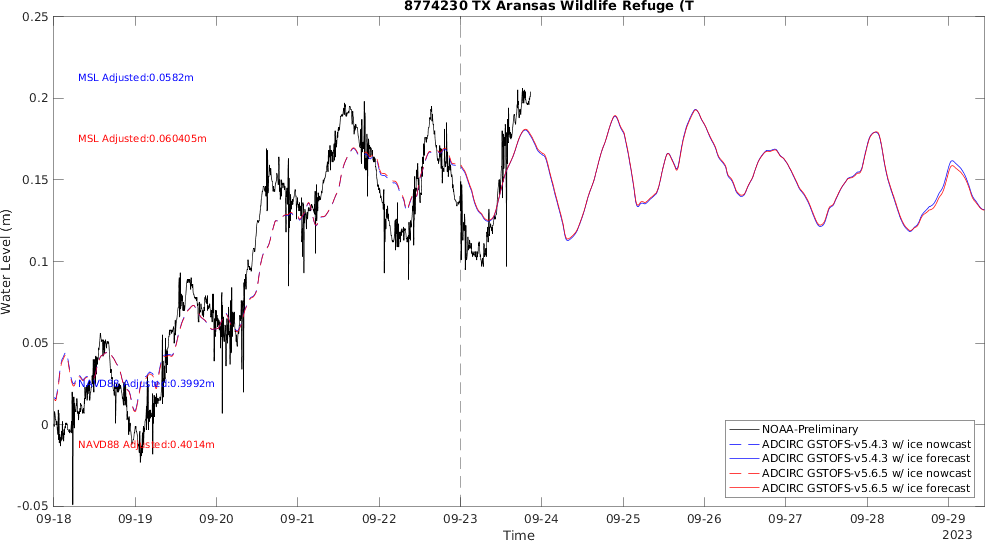 8774230 TX Aransas Wildlife Refuge (T
0.25
MSL Adjusted:0.0582m
0.2
MSL Adjusted:0.060405m
0.15
Water Level (m)
0.1
0.05
NAVD88 Adjusted:0.3992m
0
NAVD88 Adjusted:0.4014m
NOAA-Preliminary
ADCIRC GSTOFS-v5.4.3 w/ ice nowcast
ADCIRC GSTOFS-v5.4.3 w/ ice forecast
ADCIRC GSTOFS-v5.6.5 w/ ice nowcast
ADCIRC GSTOFS-v5.6.5 w/ ice forecast
-0.05
09-18 09-19 09-20 09-21 09-22 09-23 09-24 09-25 09-26 09-27 09-28 09-29
Time
2023